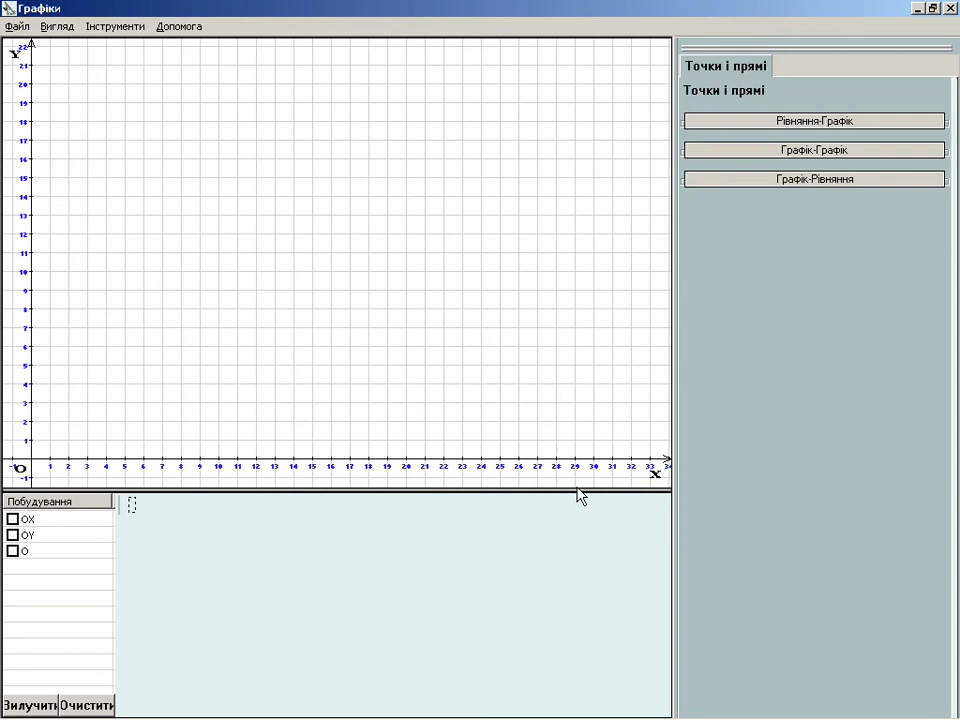 Графіки
Файл Вигляд Інструменти Допомога
Y
22
21
20
19
18
17
16
15
14
13
12
11
10
9
8
7
6
5
4
3
2
1
-1 O 1 2 3 4 5 6 7 8 9 10 11 12 13 14 15 16 17 18 19 20 21 22 23 24 25 26 27 28 29 30 31 32 33 34
X
-1
Точки і прямі
Точки і прямі
Рівняння-Графік
Графік-Графік
Графік-Рівняння
Побудування
OX
OY
O
Зилучити Очистити